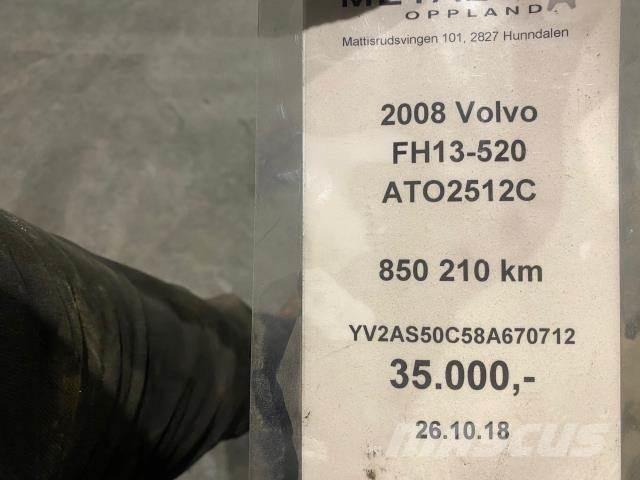 OPPLAND
Mattisrudsvingen 101, 2827 Hunndalen
2008 Volvo
FH13-520
ATO2512C
850 210 km
YV2AS50C58A670712
35.000,-
26.10.18
MASCUS